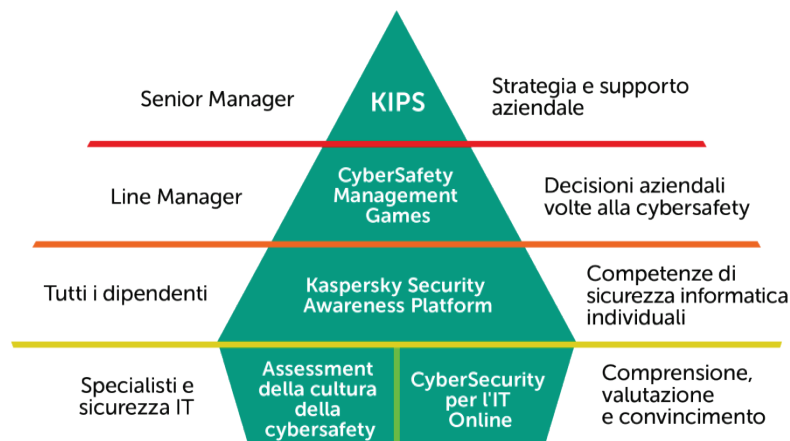 Senior Manager
KIPS
Strategia e supporto
aziendale
Line Manager
CyberSafety
Management
Games
Decisioni aziendali
volte alla cybersafety
Tutti i dipendenti
Kaspersky Security
Awareness Platform
Competenze di
sicurezza informatica
individuali
Specialisti e
sicurezza IT
Assessment
della cultura
della
cybersafety
CyberSecurity
per l'IT
Online
Comprensione,
valutazione
e convincimento